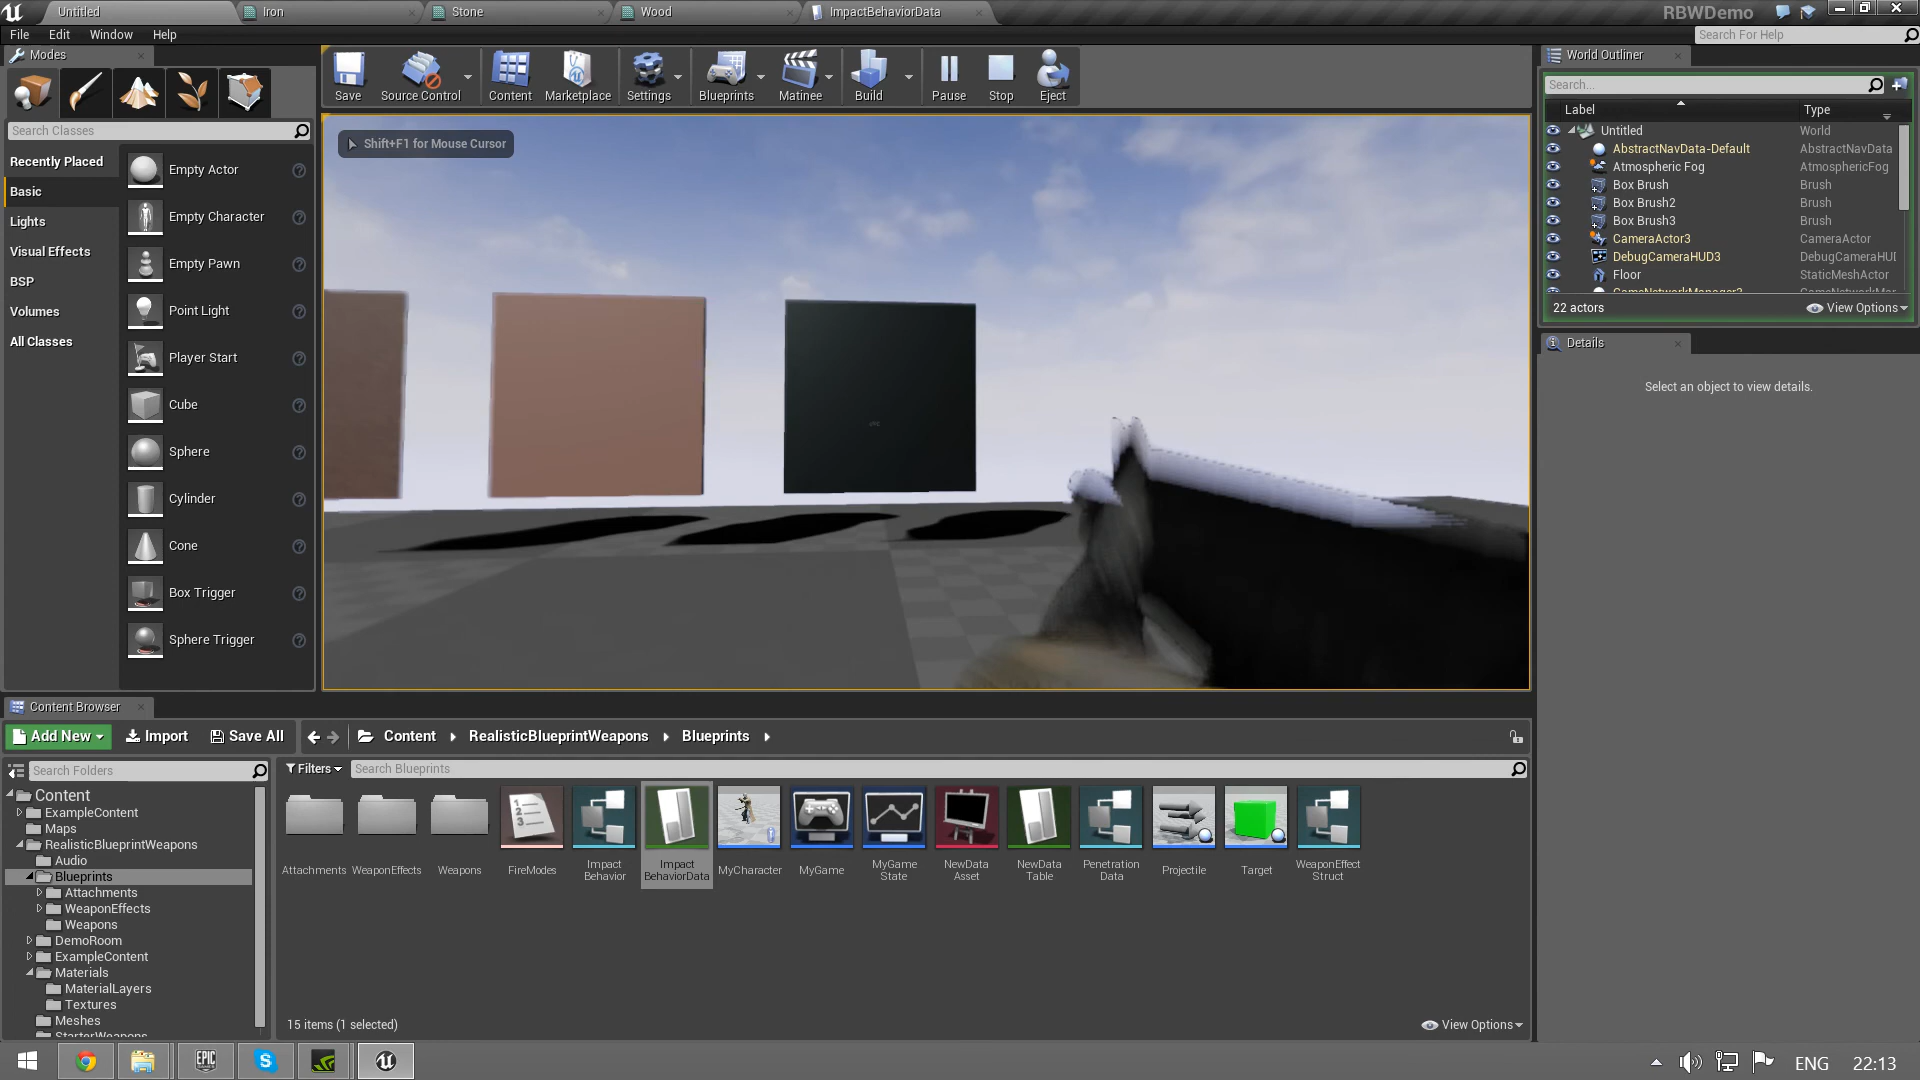 Untitled
Iron
Stone
Wood
ImpactBehaviorData
RBWDemo
File Edit Window Help
Search For Help
Modes
Search Classes
Recently Placed
Basic
Lights
Visual Effects
BSP
Volumes
All Classes
Empty Actor
Empty Character
Empty Pawn
Point Light
Player Start
Cube
Sphere
Cylinder
Cone
Box Trigger
Sphere Trigger
Save
Source Control
Content
Marketplace
Settings
Blueprints
Matinee
Build
Pause
Stop
Eject
Shift+F1 for Mouse Cursor
World Outliner
Search...
Label Type
Untitled World
AbstractNavData-Default AbstractNavData
Atmospheric Fog AtmosphericFog
Box Brush Brush
Box Brush2 Brush
Box Brush3 Brush
CameraActor3 CameraActor
DebugCameraHUD3 DebugCameraHUD
Floor StaticMeshActor
GameNetworkManager3
22 actors
View Options
Details
Select an object to view details.
Content Browser
Add New
Import
Save All
Content
RealisticBlueprintWeapons
Blueprints
Search Folders
Filters
Search Blueprints
Content
ExampleContent
Maps
RealisticBlueprintWeapons
Audio
Blueprints
Attachments
WeaponEffects
Weapons
DemoRoom
ExampleContent
Materials
MaterialLayers
Textures
Meshes
StarterWeapons
1
2
3
Attachments
WeaponEffects
Weapons
FireModes
Impact
Behavior
Impact
BehaviorData
MyCharacter
MyGame
MyGame
State
NewData
Asset
NewData
Table
Penetration
Data
Projectile
Target
WeaponEffect
Struct
15 items (1 selected)
View Options
EPIC
GAMES
ENG
22:13